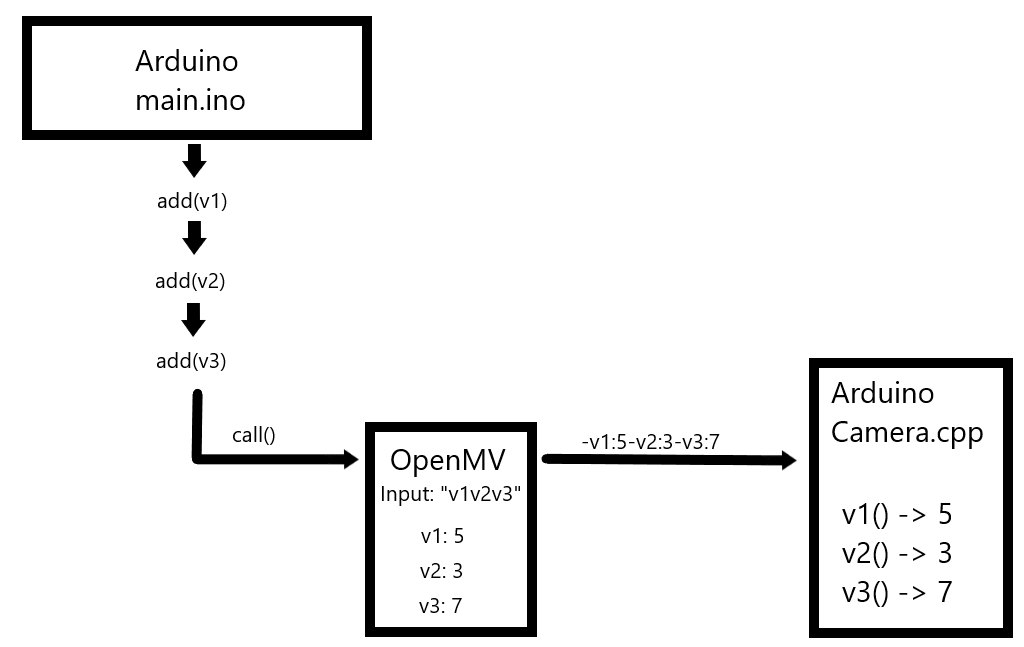 Arduino
main.ino
add(v1)
add(v2)
add(v3)
call()
OpenMV
Input: "v1v2v3"
v1: 5
v2: 3
v3: 7
-v1:5-v2:3-v3:7
Arduino
Camera.cpp
v1() -> 5
v2() -> 3
v3() -> 7